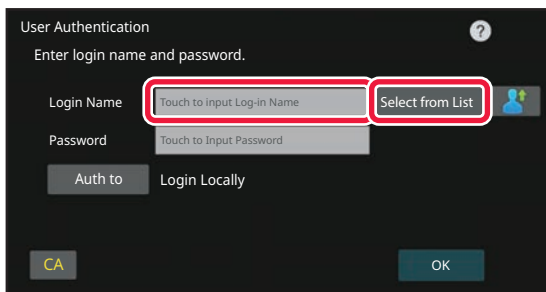 User Authentication ?
Enter login name and password.
Login Name Touch to input Log-in Name Select from List
Password Touch to Input Password
Auth to Login Locally
CA OK